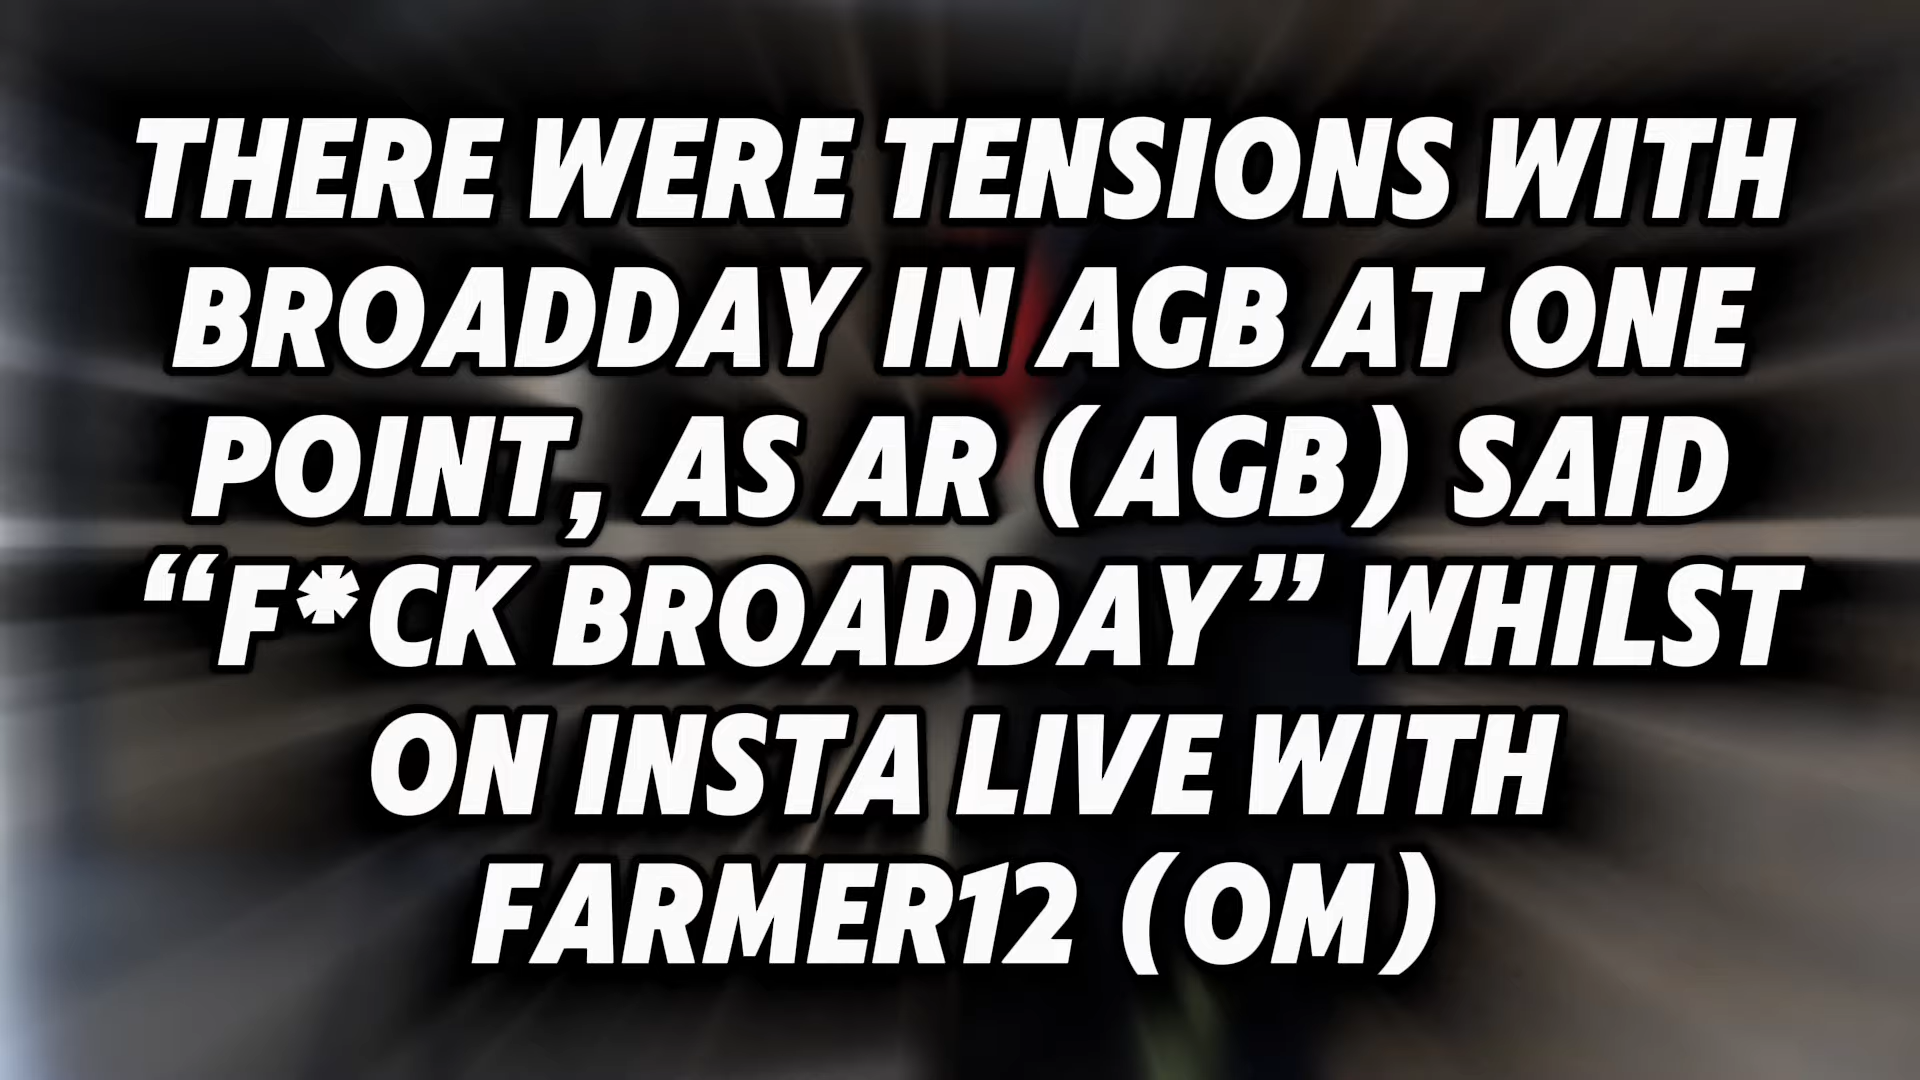 THERE WERE TENSIONS WITH
BROADDAY IN AGB AT ONE
POINT, AS AR (AGB) SAID
“F*CK BROADDAY” WHILST
ON INSTA LIVE WITH
FARMER12 (OM)